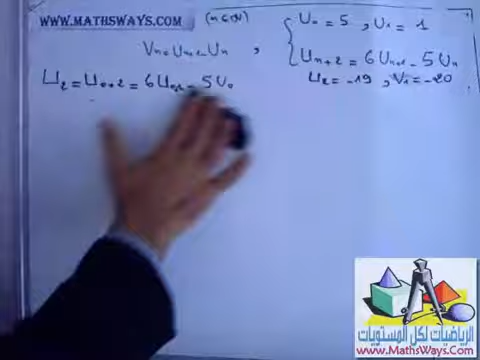 WWW.MATHSWAYS.COM
(n∈ℕ)
U₀ = 5 , U₁ = 1
Vₙ = Uₙ₊₁ - Uₙ ,
Uₙ₊₂ = 6Uₙ₊₁ - 5Uₙ
U₂ = U₀₊₂ = 6U₀₊₁ - 5U₀
U₂ = -19 , V₁ = -20
الرياضيات لكل المستويات
www.MathsWays.Com